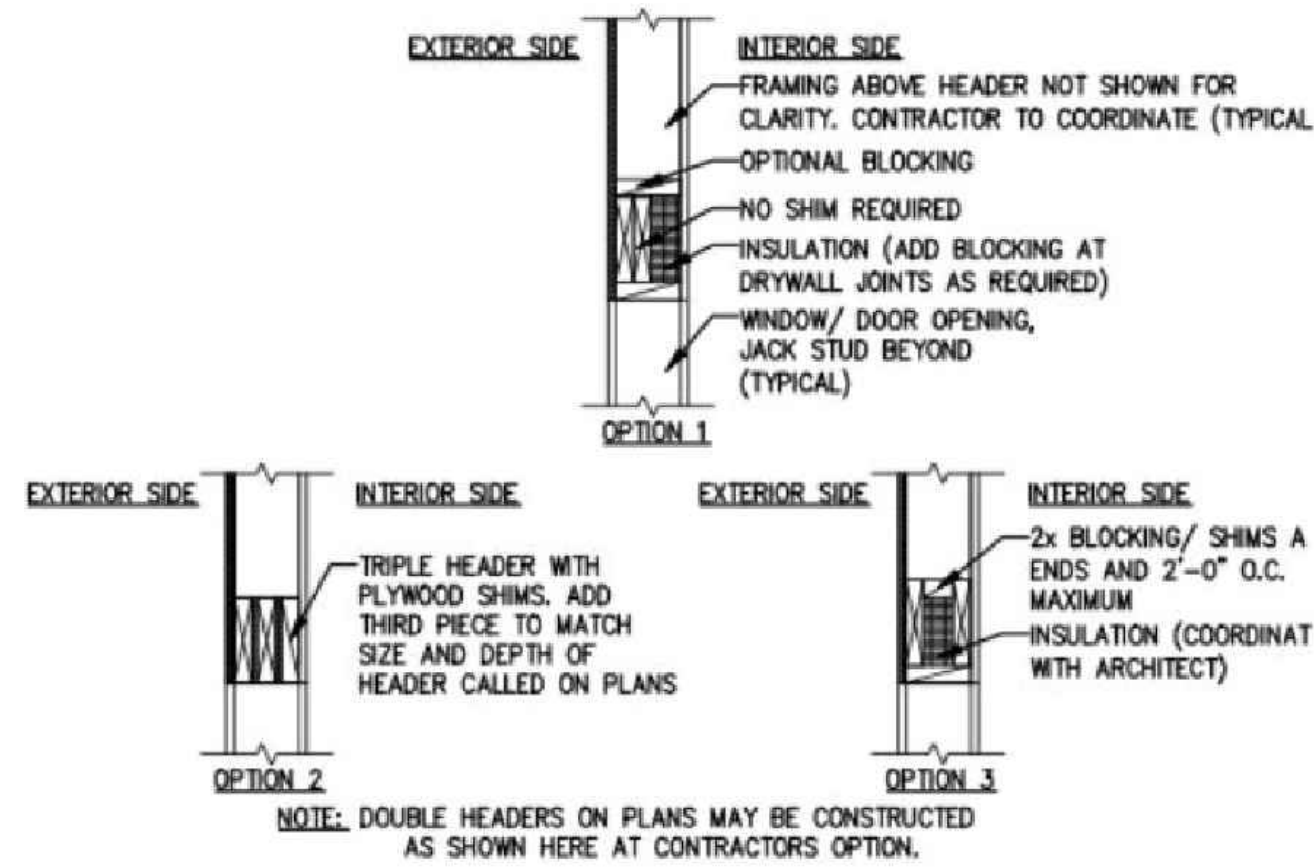 EXTERIOR SIDE
INTERIOR SIDE
FRAMING ABOVE HEADER NOT SHOWN FOR
CLARITY. CONTRACTOR TO COORDINATE (TYPICAL
OPTIONAL BLOCKING
NO SHIM REQUIRED
INSULATION (ADD BLOCKING AT
DRYWALL JOINTS AS REQUIRED)
WINDOW/ DOOR OPENING,
JACK STUD BEYOND
(TYPICAL)
OPTION 1
EXTERIOR SIDE
INTERIOR SIDE
TRIPLE HEADER WITH
PLYWOOD SHIMS. ADD
THIRD PIECE TO MATCH
SIZE AND DEPTH OF
HEADER CALLED ON PLANS
OPTION 2
EXTERIOR SIDE
INTERIOR SIDE
2x BLOCKING/ SHIMS A
ENDS AND 2'-0" O.C.
MAXIMUM
INSULATION (COORDINAT
WITH ARCHITECT)
OPTION 3
NOTE: DOUBLE HEADERS ON PLANS MAY BE CONSTRUCTED
AS SHOWN HERE AT CONTRACTORS OPTION.